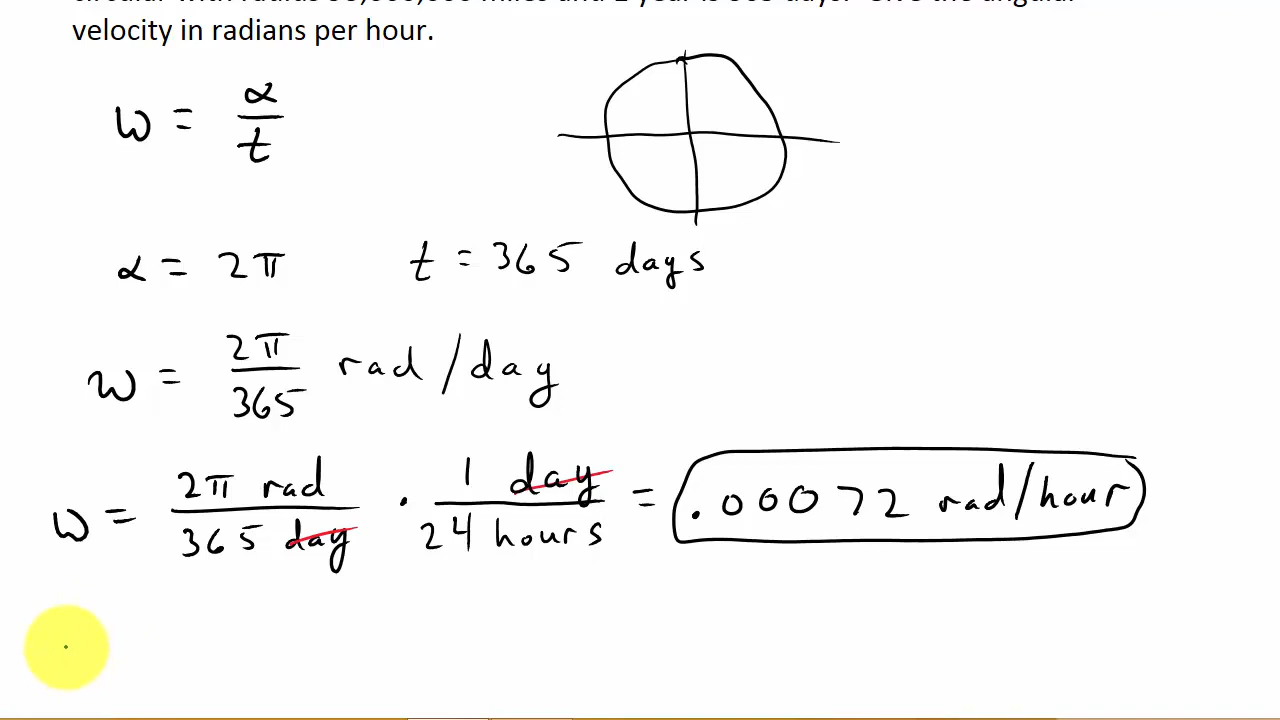 velocity in radians per hour.
ω = α/t
α = 2π t = 365 days
ω = 2π/365 rad/day
ω = 2π rad/365 day · 1 day/24 hours = .00072 rad/hour